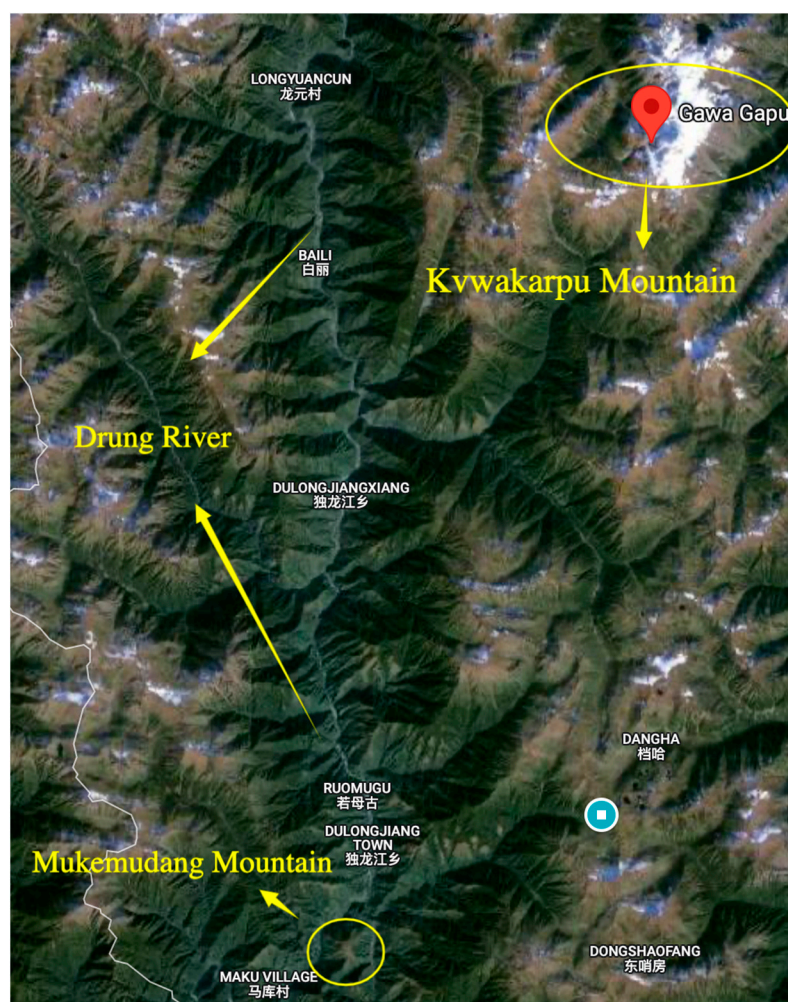 LONGYUANCUN
龙元村
Gawa Gapu
BAILI
白丽
Kvwakarpu Mountain
Drung River
DULONGJIANGXIANG
独龙江乡
DANGHA
档哈
RUOMUGU
若母古
DULONGJIANG
TOWN
独龙江乡
Mukemudang Mountain
DONGSHAOFANG
东哨房
MAKU VILLAGE
马库村